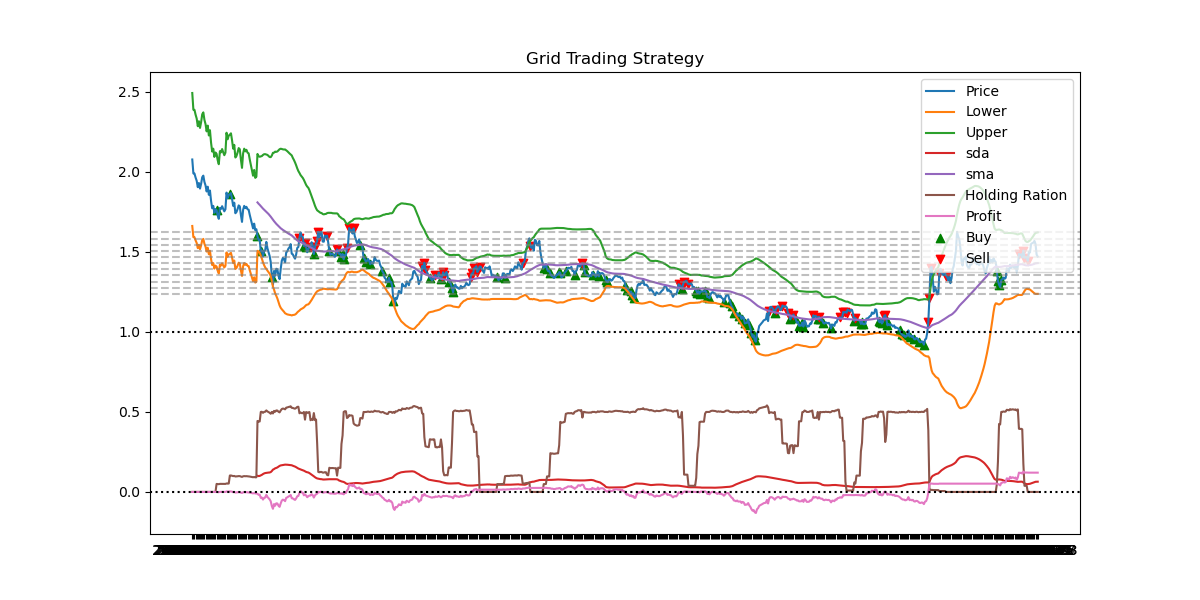 Grid Trading Strategy
2.5
2.0
1.5
1.0
0.5
0.0
Price
Lower
Upper
sda
sma
Holding Ration
Profit
Buy
Sell